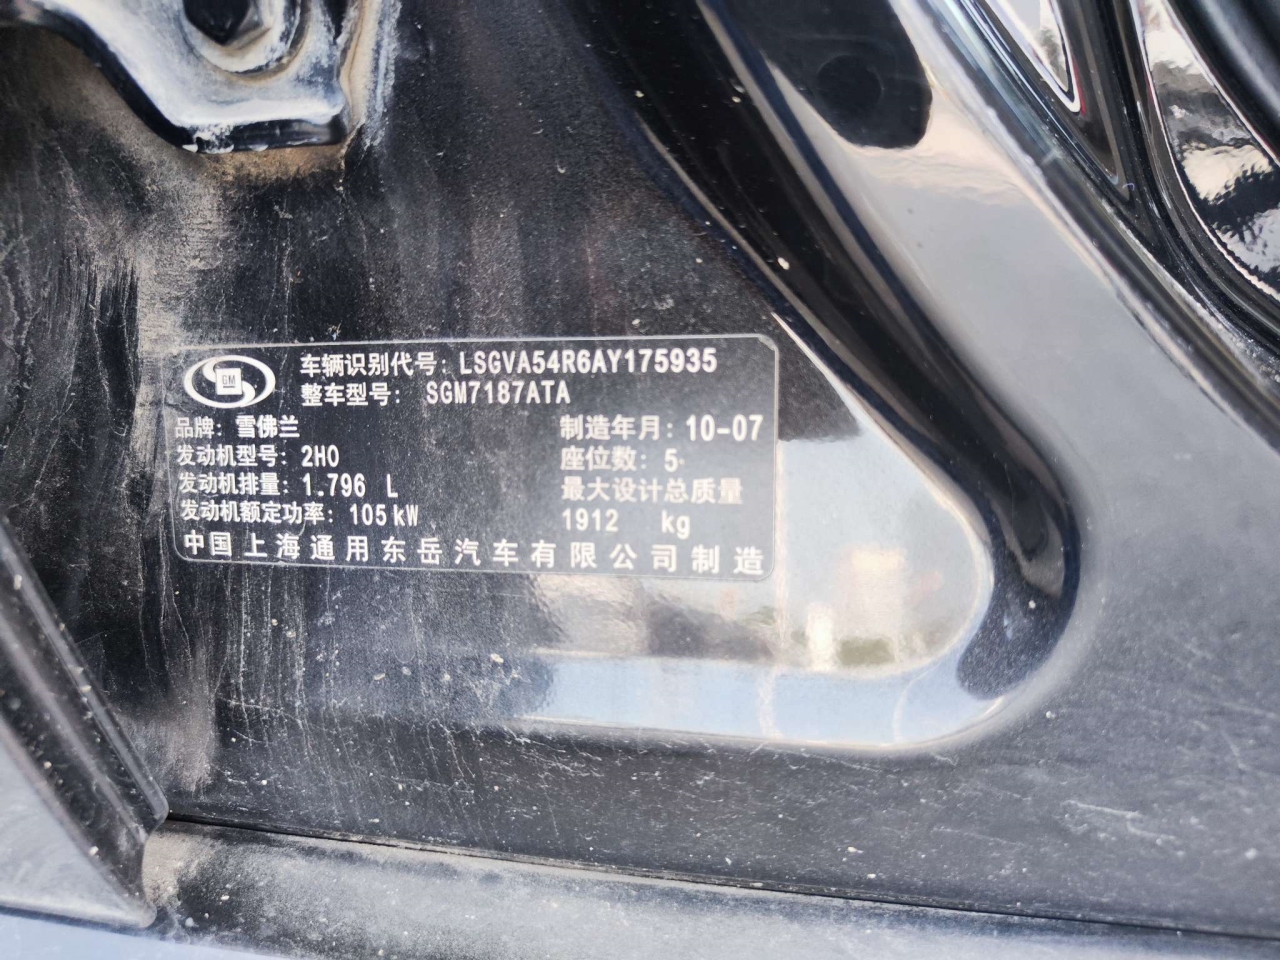 GM
车辆识别代号: LSGVA54R6AY175935
整车型号: SGM7187ATA
品牌: 雪佛兰
制造年月: 10-07
发动机型号: 2H0
座位数: 5
发动机排量: 1.796 L
最大设计总质量
发动机额定功率: 105 kW
1912 kg
中国上海通用东岳汽车有限公司制造